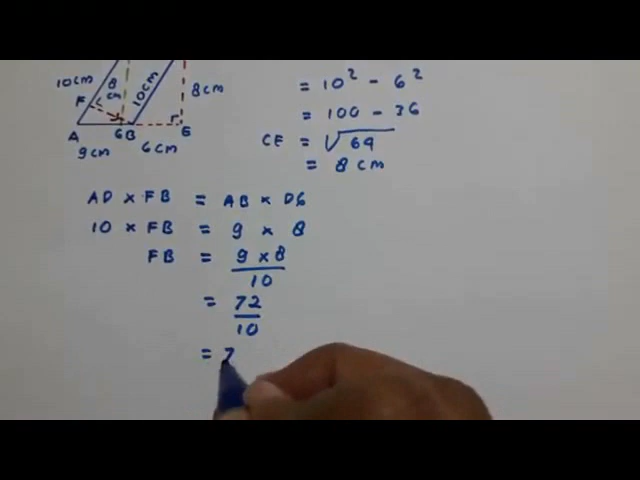 10cm
8
cm
10cm
8cm
F
A
G B
E
9cm
6cm
= 10² - 6²
= 100 - 36
CE = √64
= 8 cm
AD × FB = AB × DG
10 × FB = 9 × 8
FB = 9 × 8
10
= 72
10
= 7